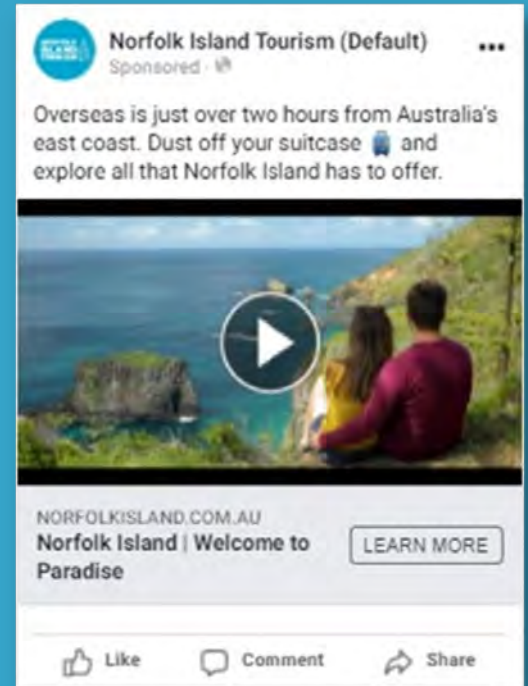 Norfolk Island Tourism (Default)
Sponsored ·
Overseas is just over two hours from Australia's
east coast. Dust off your suitcase 🧳 and
explore all that Norfolk Island has to offer.
NORFOLKISLAND.COM.AU
Norfolk Island | Welcome to
Paradise
LEARN MORE
Like Comment Share